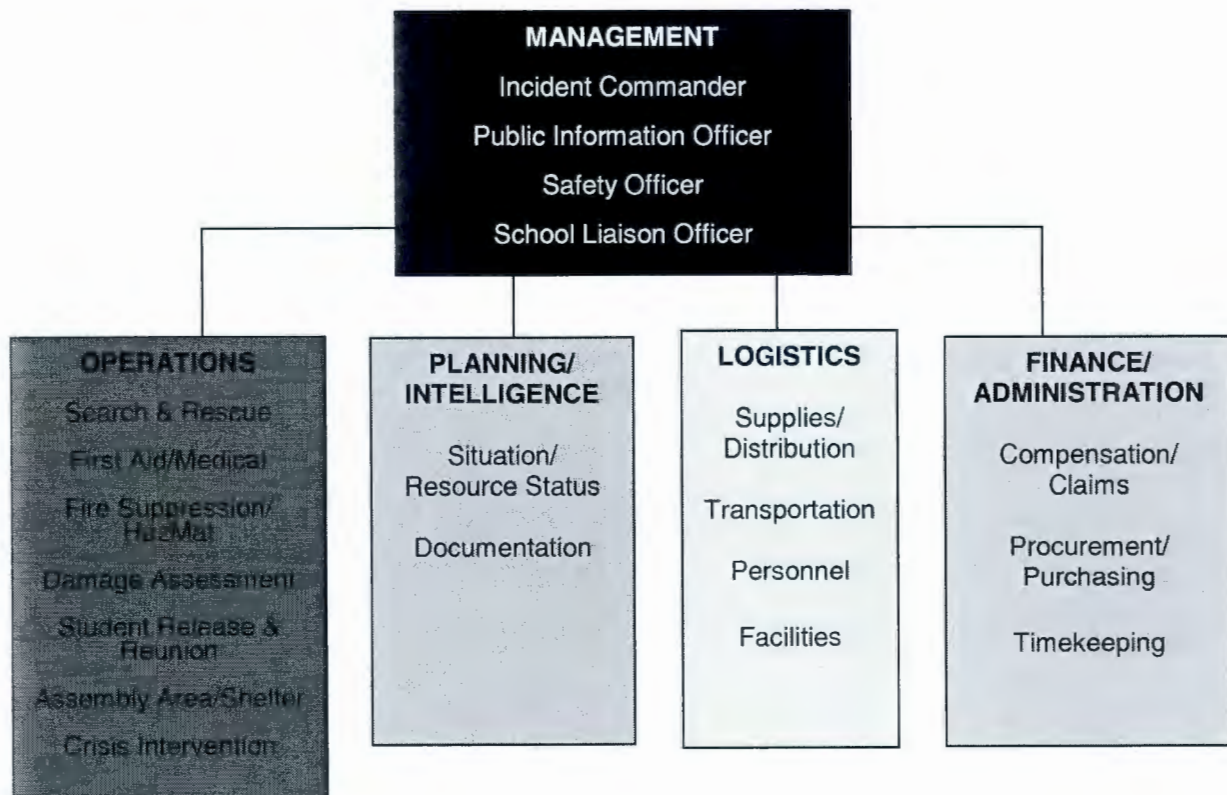 MANAGEMENT
Incident Commander
Public Information Officer
Safety Officer
School Liaison Officer
OPERATIONS
Search & Rescue
First Aid/Medical
Fire Suppression/
HazMat
Damage Assessment
Student Release &
Reunion
Assembly Area/Shelter
Crisis Intervention
PLANNING/
INTELLIGENCE
Situation/
Resource Status
Documentation
LOGISTICS
Supplies/
Distribution
Transportation
Personnel
Facilities
FINANCE/
ADMINISTRATION
Compensation/
Claims
Procurement/
Purchasing
Timekeeping